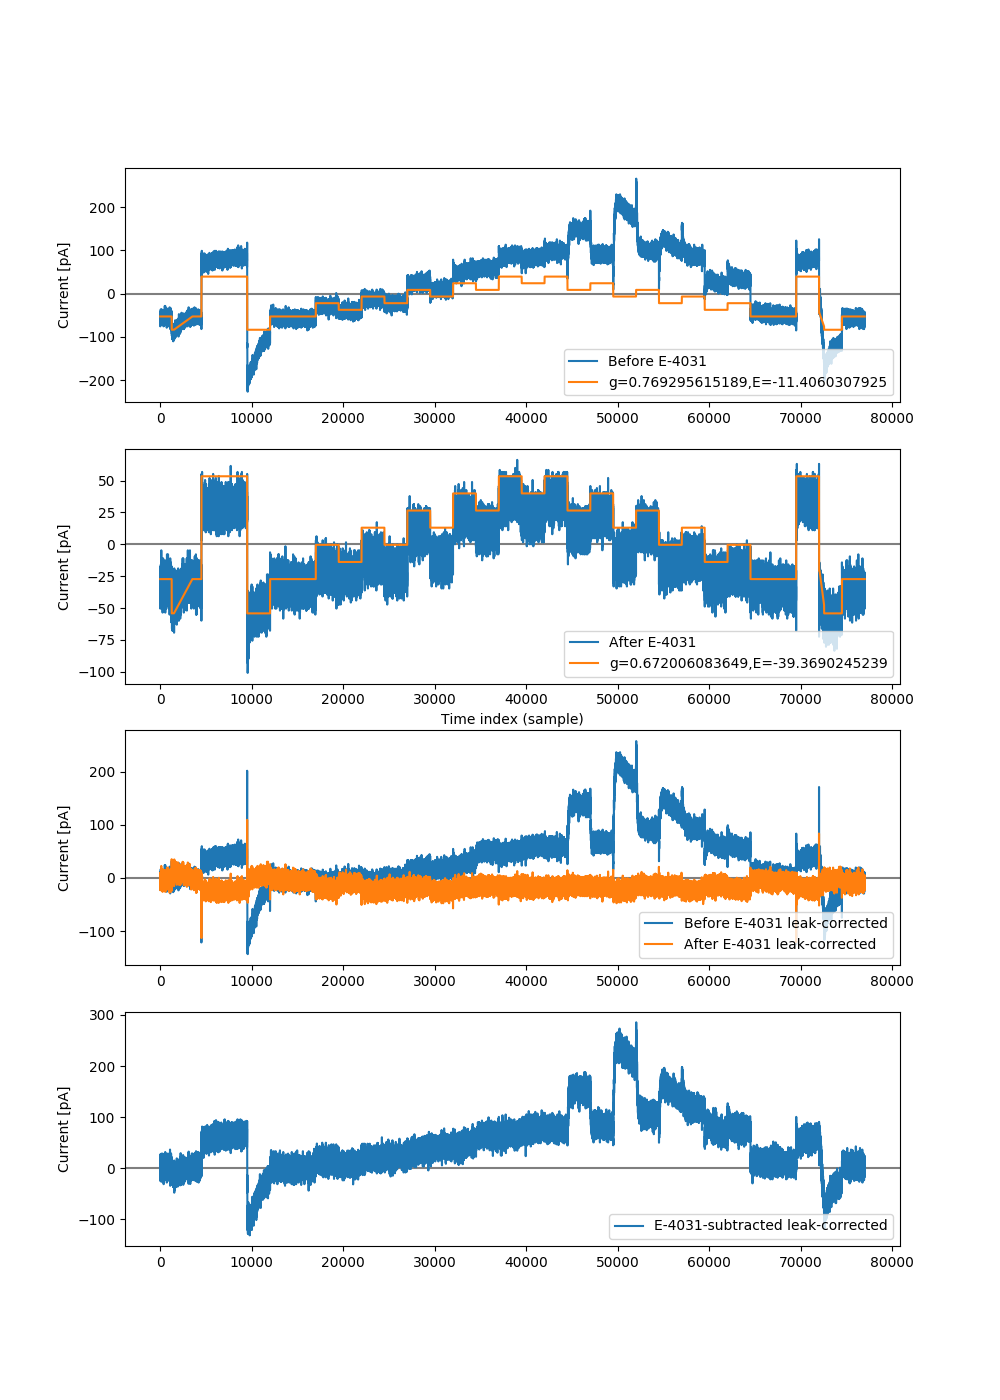 Current [pA]
200
100
0
−100
−200
Before E-4031
g=0.769295615189,E=-11.4060307925
0 10000 20000 30000 40000 50000 60000 70000 80000
Current [pA]
50
25
0
−25
−50
−75
−100
After E-4031
g=0.672006083649,E=-39.3690245239
0 10000 20000 30000 40000 50000 60000 70000 80000
Time index (sample)
Current [pA]
200
100
0
−100
Before E-4031 leak-corrected
After E-4031 leak-corrected
0 10000 20000 30000 40000 50000 60000 70000 80000
Current [pA]
300
200
100
0
−100
E-4031-subtracted leak-corrected
0 10000 20000 30000 40000 50000 60000 70000 80000